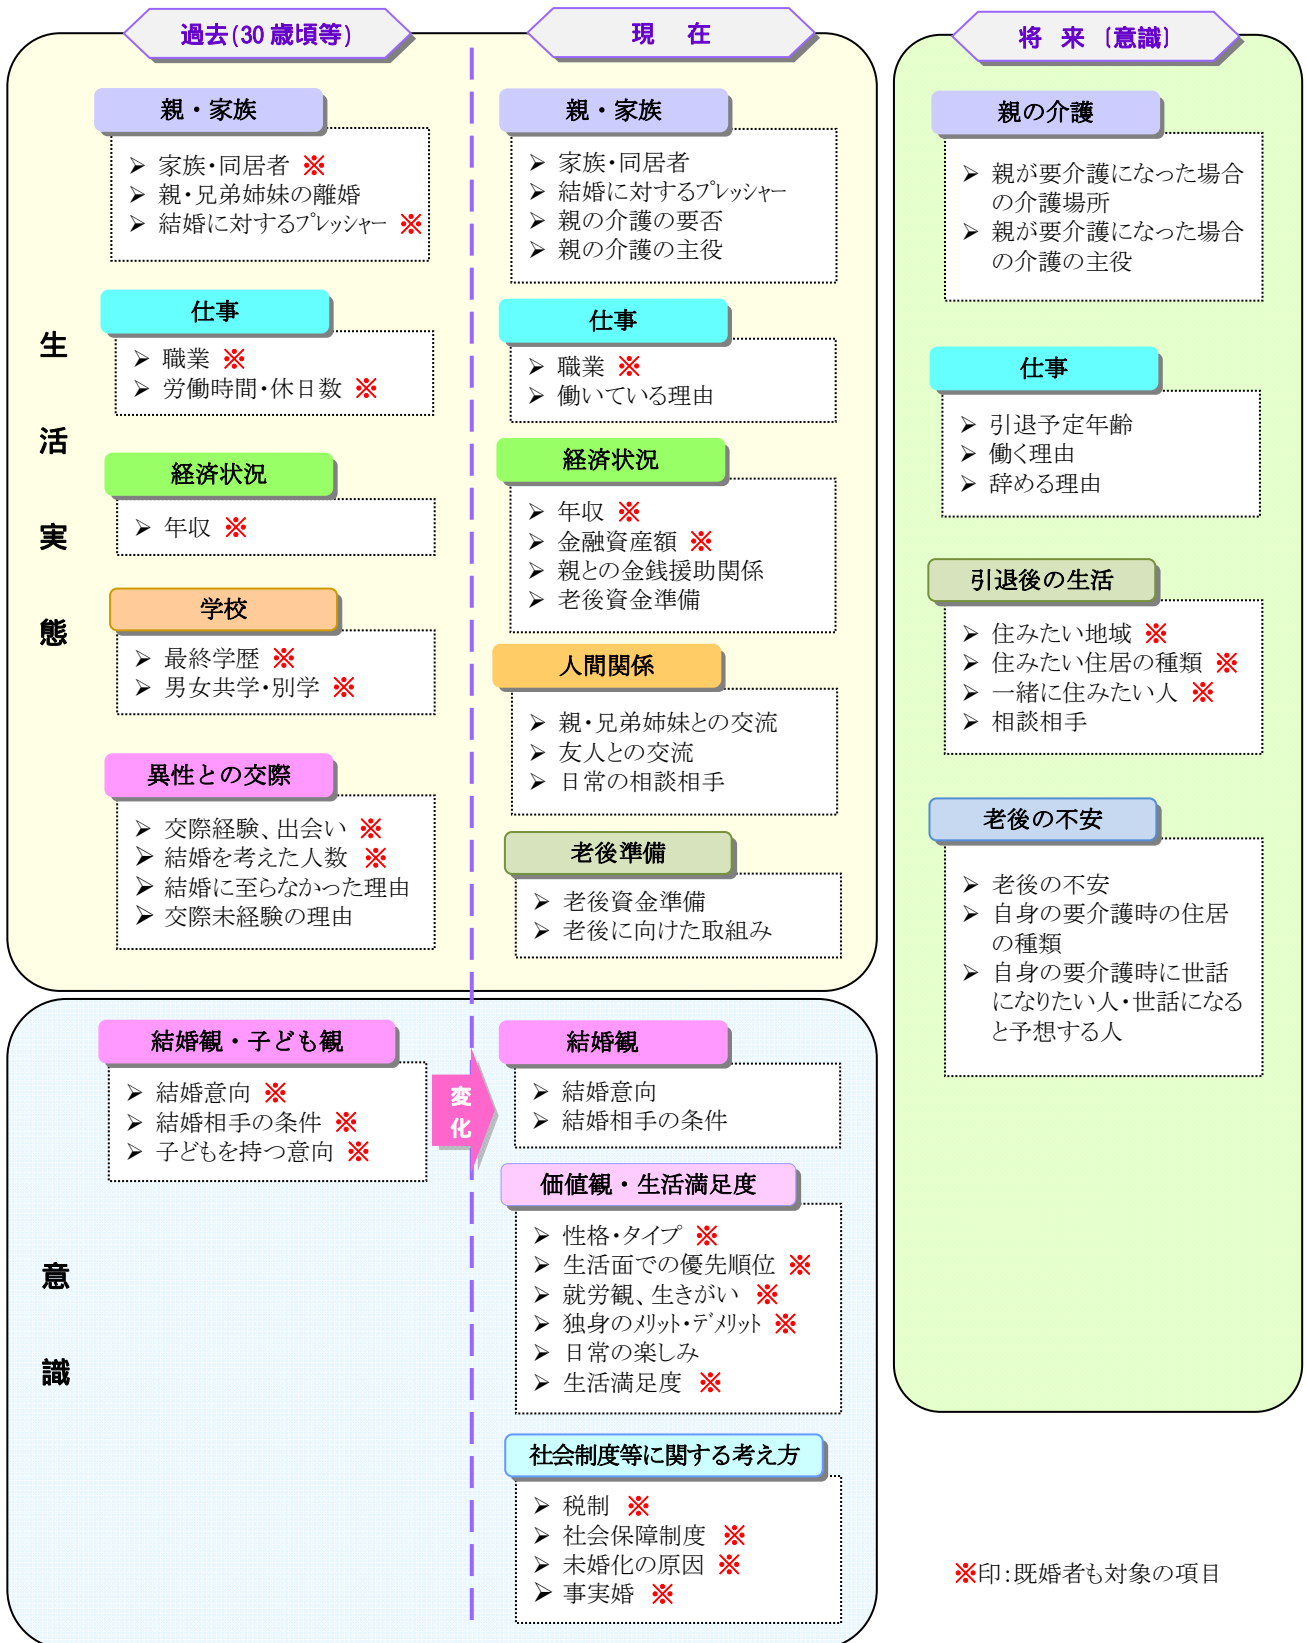 過去(30歳頃等)
親・家族
➢ 家族・同居者 ※
➢ 親・兄弟姉妹の離婚
➢ 結婚に対するプレッシャー ※
仕事
➢ 職業 ※
➢ 労働時間・休日数 ※
経済状況
➢ 年収 ※
学校
➢ 最終学歴 ※
➢ 男女共学・別学 ※
異性との交際
➢ 交際経験、出会い ※
➢ 結婚を考えた人数 ※
➢ 結婚に至らなかった理由
➢ 交際未経験の理由
生
活
実
態
現 在
親・家族
➢ 家族・同居者
➢ 結婚に対するプレッシャー
➢ 親の介護の要否
➢ 親の介護の主役
仕事
➢ 職業 ※
➢ 働いている理由
経済状況
➢ 年収 ※
➢ 金融資産額 ※
➢ 親との金銭援助関係
➢ 老後資金準備
人間関係
➢ 親・兄弟姉妹との交流
➢ 友人との交流
➢ 日常の相談相手
老後準備
➢ 老後資金準備
➢ 老後に向けた取組み
意
識
結婚観・子ども観
➢ 結婚意向 ※
➢ 結婚相手の条件 ※
➢ 子どもを持つ意向 ※
変
化
結婚観
➢ 結婚意向
➢ 結婚相手の条件
価値観・生活満足度
➢ 性格・タイプ ※
➢ 生活面での優先順位 ※
➢ 就労観、生きがい ※
➢ 独身のメリット・デメリット ※
➢ 日常の楽しみ
➢ 生活満足度 ※
社会制度等に関する考え方
➢ 税制 ※
➢ 社会保障制度 ※
➢ 未婚化の原因 ※
➢ 事実婚 ※
将 来 〔意識〕
親の介護
➢ 親が要介護になった場合
の介護場所
➢ 親が要介護になった場合
の介護の主役
仕事
➢ 引退予定年齢
➢ 働く理由
➢ 辞める理由
引退後の生活
➢ 住みたい地域 ※
➢ 住みたい住居の種類 ※
➢ 一緒に住みたい人 ※
➢ 相談相手
老後の不安
➢ 老後の不安
➢ 自身の要介護時の住居
の種類
➢ 自身の要介護時に世話
になりたい人・世話になる
と予想する人
※印:既婚者も対象の項目